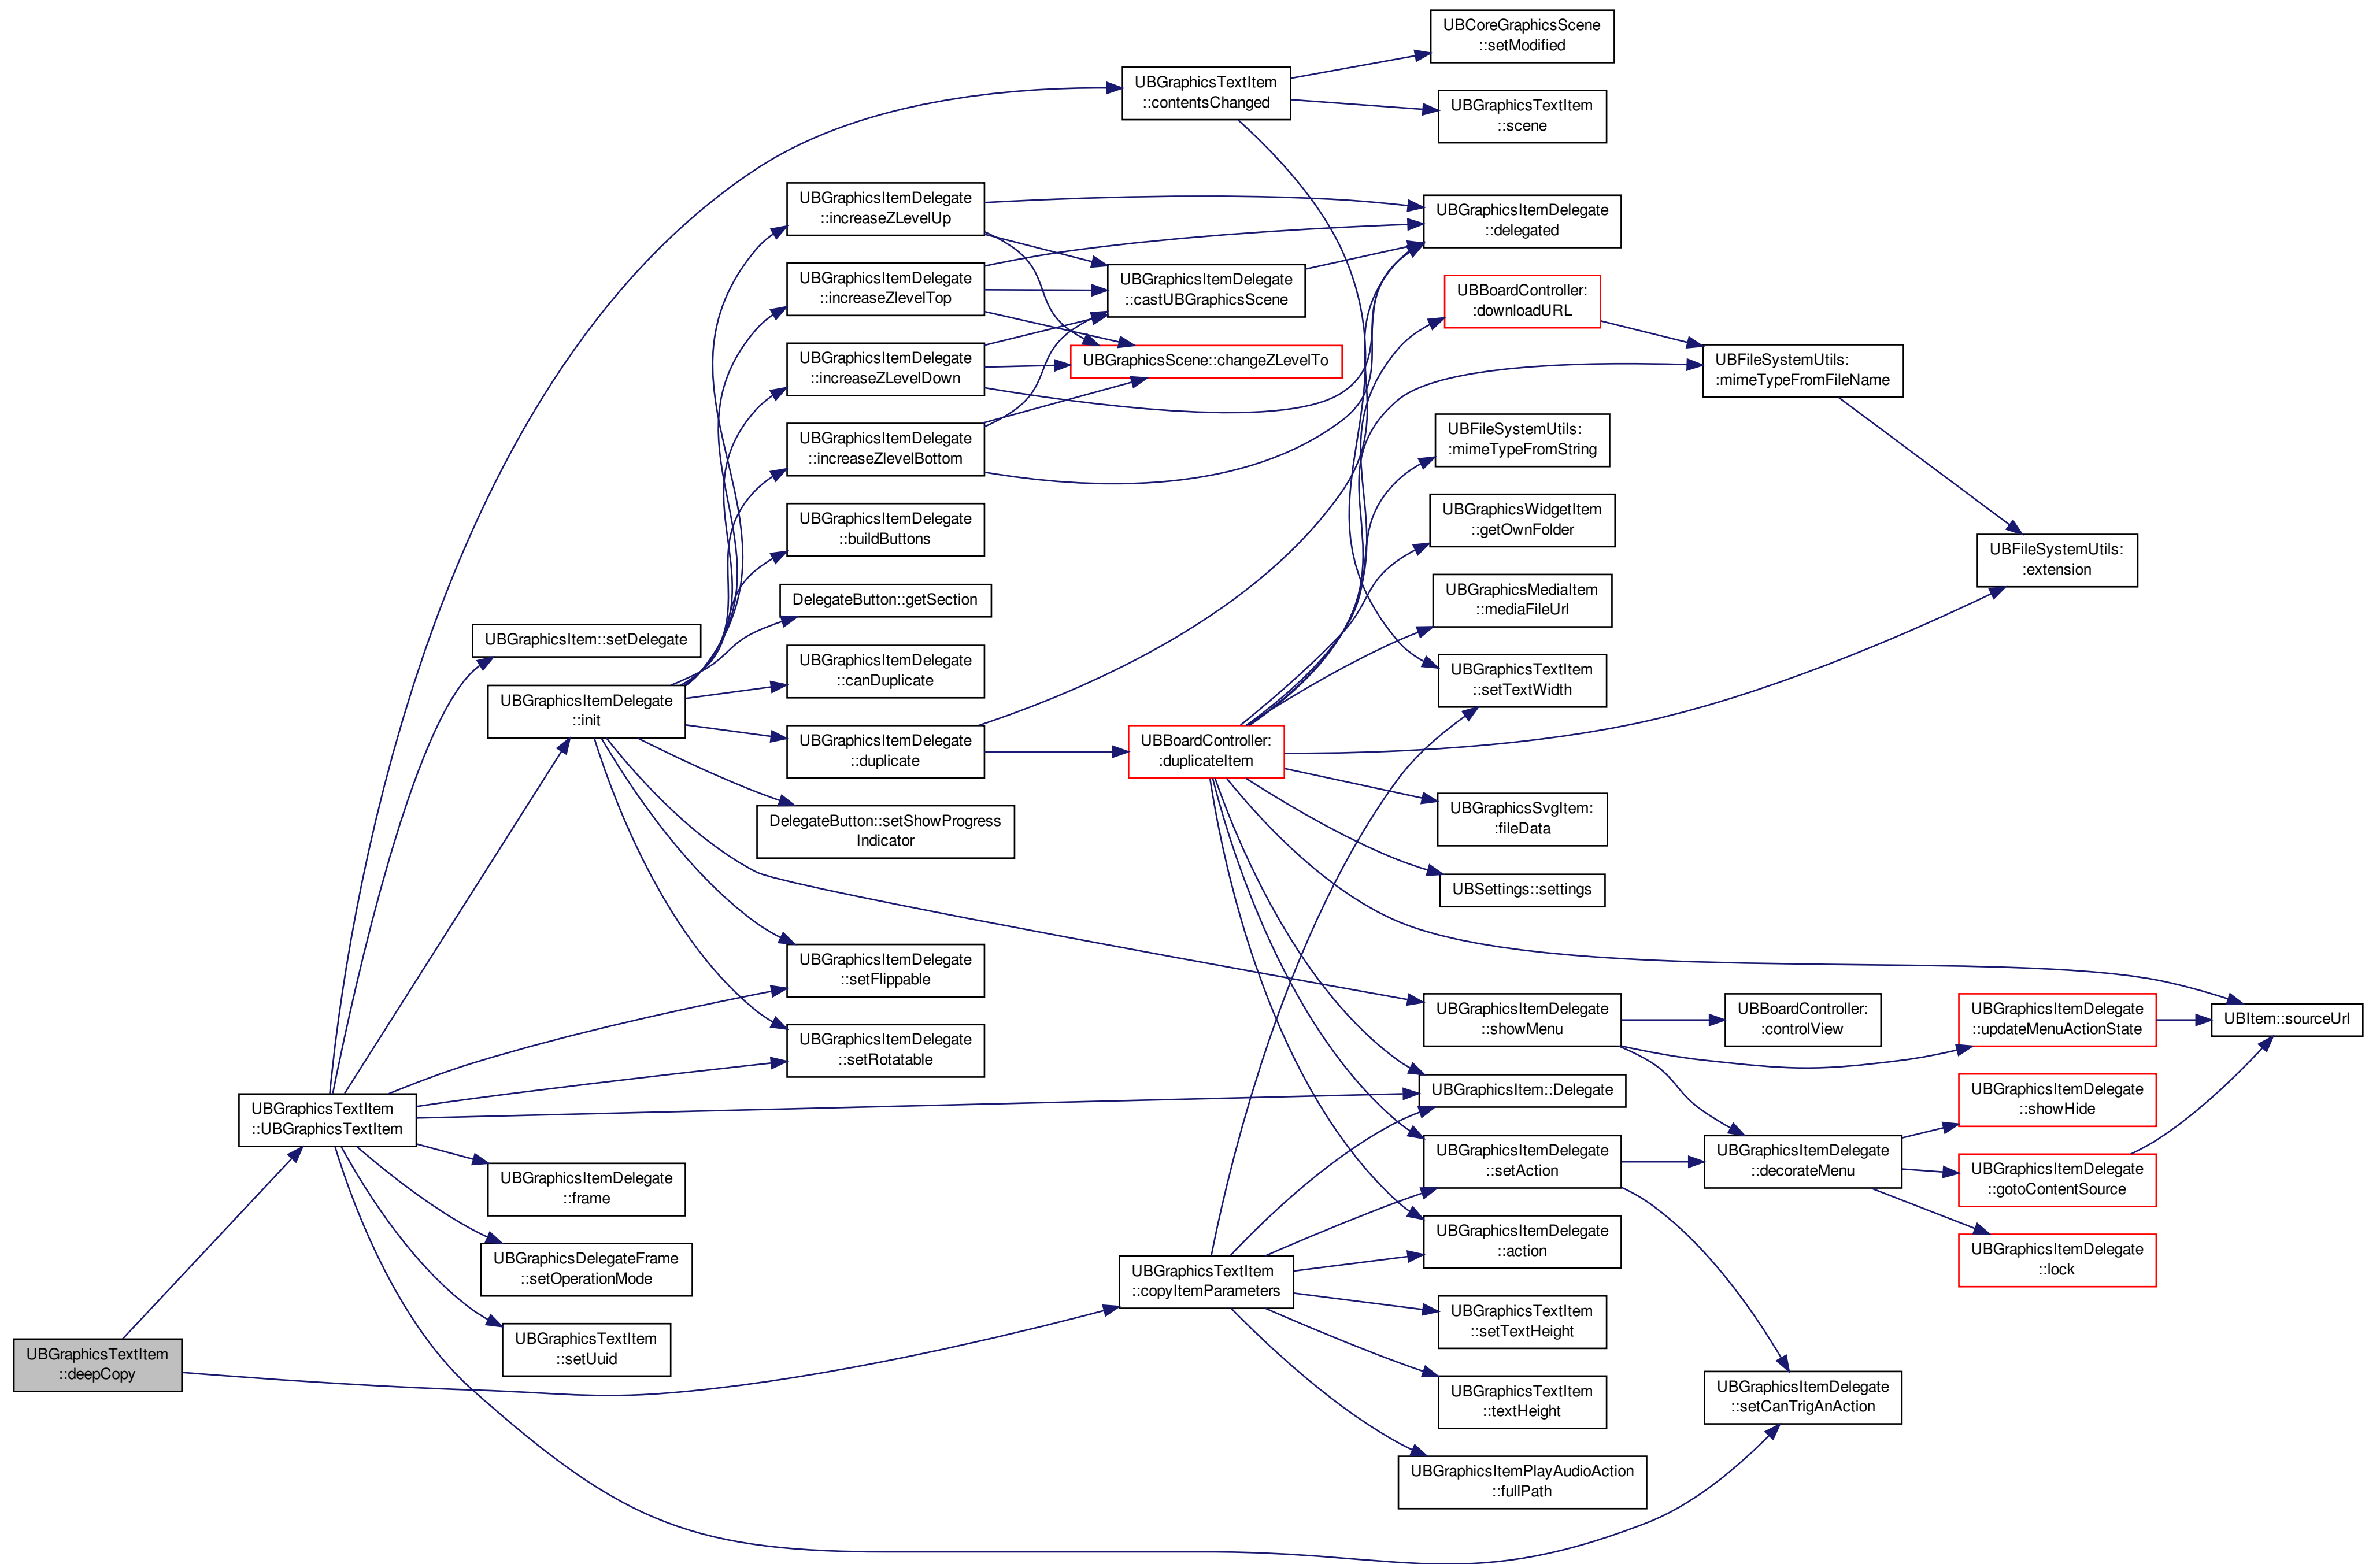 UBCoreGraphicsScene
::setModified
UBGraphicsTextItem
::contentsChanged
UBGraphicsTextItem
::scene
UBGraphicsItemDelegate
::increaseZLevelUp
UBGraphicsItemDelegate
::delegated
UBGraphicsItemDelegate
::increaseZlevelTop
UBGraphicsItemDelegate
::castUBGraphicsScene
UBBoardController:
:downloadURL
UBGraphicsItemDelegate
::increaseZLevelDown
UBGraphicsScene::changeZLevelTo
UBFileSystemUtils:
:mimeTypeFromFileName
UBGraphicsItemDelegate
::increaseZlevelBottom
UBFileSystemUtils:
:mimeTypeFromString
UBGraphicsItemDelegate
::buildButtons
UBGraphicsWidgetItem
::getOwnFolder
UBFileSystemUtils:
:extension
DelegateButton::getSection
UBGraphicsMediaItem
::mediaFileUrl
UBGraphicsItem::setDelegate
UBGraphicsItemDelegate
::canDuplicate
UBGraphicsTextItem
::setTextWidth
UBGraphicsItemDelegate
::init
UBGraphicsItemDelegate
::duplicate
UBBoardController:
:duplicateItem
DelegateButton::setShowProgress
Indicator
UBGraphicsSvgItem:
:fileData
UBSettings::settings
UBGraphicsItemDelegate
::setFlippable
UBGraphicsItemDelegate
::showMenu
UBBoardController:
:controlView
UBGraphicsItemDelegate
::updateMenuActionState
UBItem::sourceUrl
UBGraphicsItemDelegate
::setRotatable
UBGraphicsItem::Delegate
UBGraphicsItemDelegate
::showHide
UBGraphicsTextItem
::UBGraphicsTextItem
UBGraphicsItemDelegate
::setAction
UBGraphicsItemDelegate
::decorateMenu
UBGraphicsItemDelegate
::gotoContentSource
UBGraphicsItemDelegate
::frame
UBGraphicsItemDelegate
::action
UBGraphicsItemDelegate
::lock
UBGraphicsDelegateFrame
::setOperationMode
UBGraphicsTextItem
::copyItemParameters
UBGraphicsTextItem
::setTextHeight
UBGraphicsTextItem
::setUuid
UBGraphicsTextItem
::deepCopy
UBGraphicsTextItem
::textHeight
UBGraphicsItemDelegate
::setCanTrigAnAction
UBGraphicsItemPlayAudioAction
::fullPath